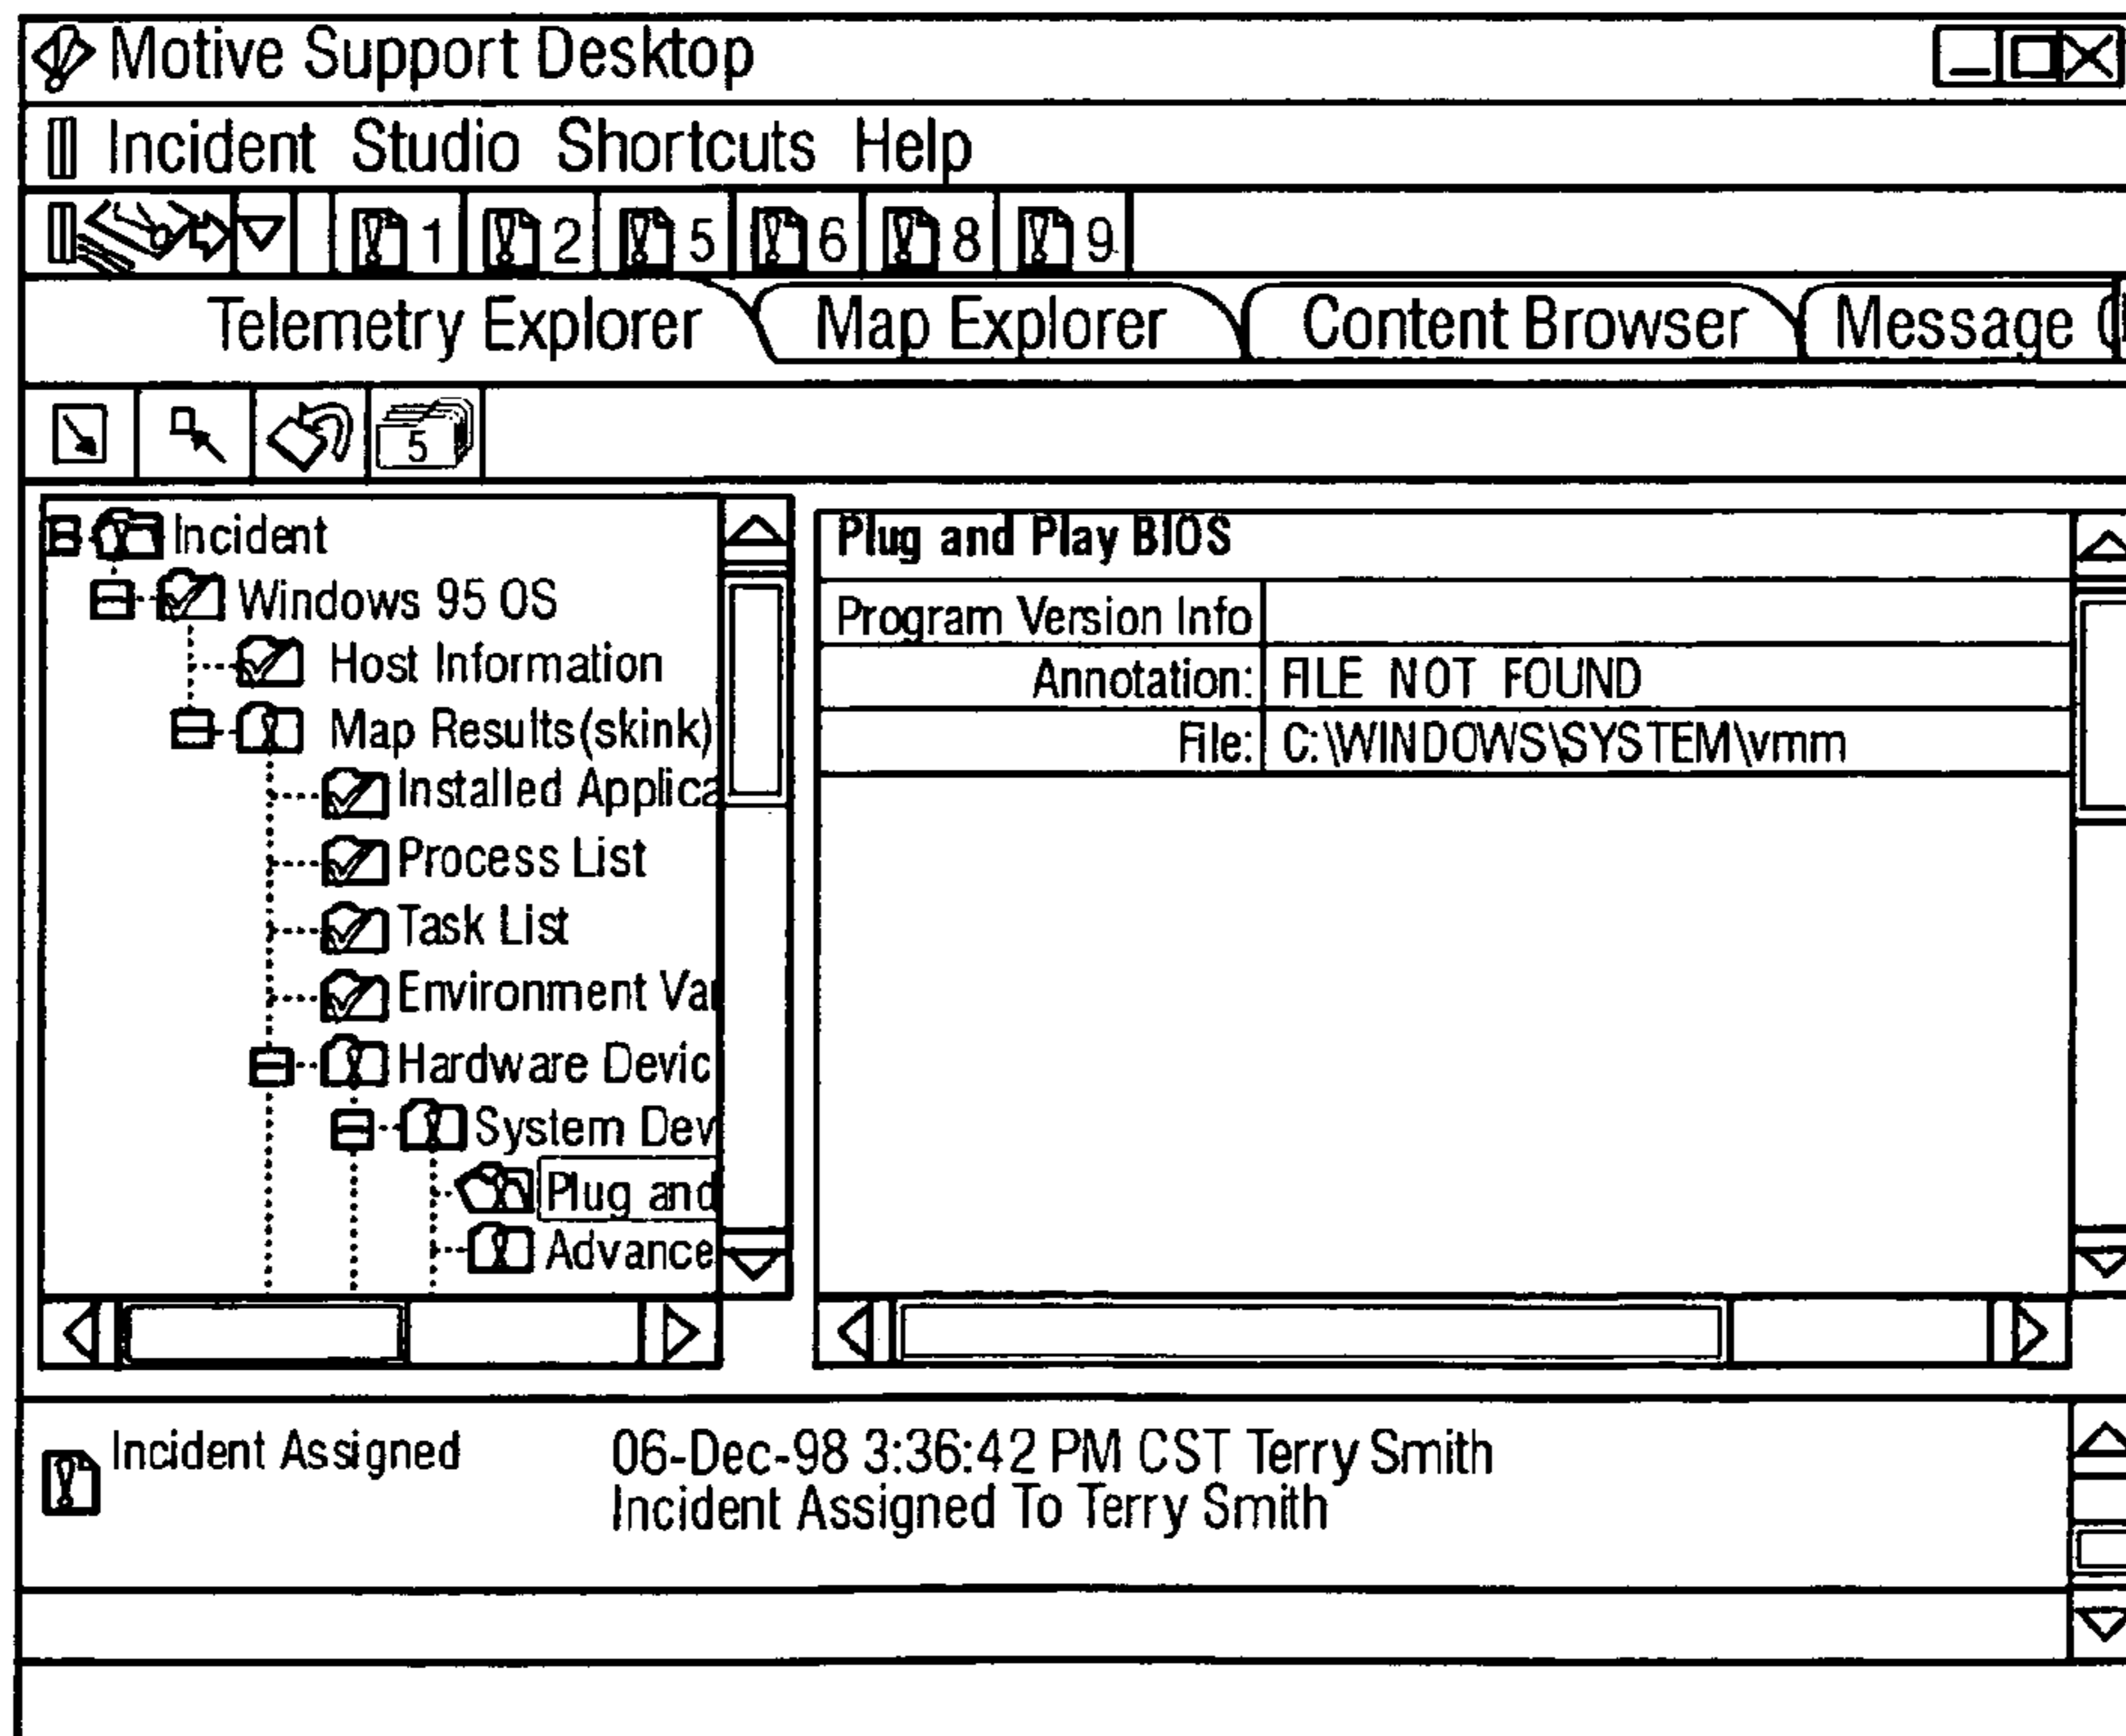 Motive Support Desktop
Incident Studio Shortcuts Help
1 2 5 6 8 9
Telemetry Explorer Map Explorer Content Browser Message
5
Incident
Windows 95 OS
Host Information
Map Results(skink)
Installed Applica
Process List
Task List
Environment Var
Hardware Devic
System Dev
Plug and
Advance
Plug and Play BIOS
Program Version Info
Annotation: FILE NOT FOUND
File: C:\WINDOWS\SYSTEM\vmm
Incident Assigned 06-Dec-98 3:36:42 PM CST Terry Smith
Incident Assigned To Terry Smith